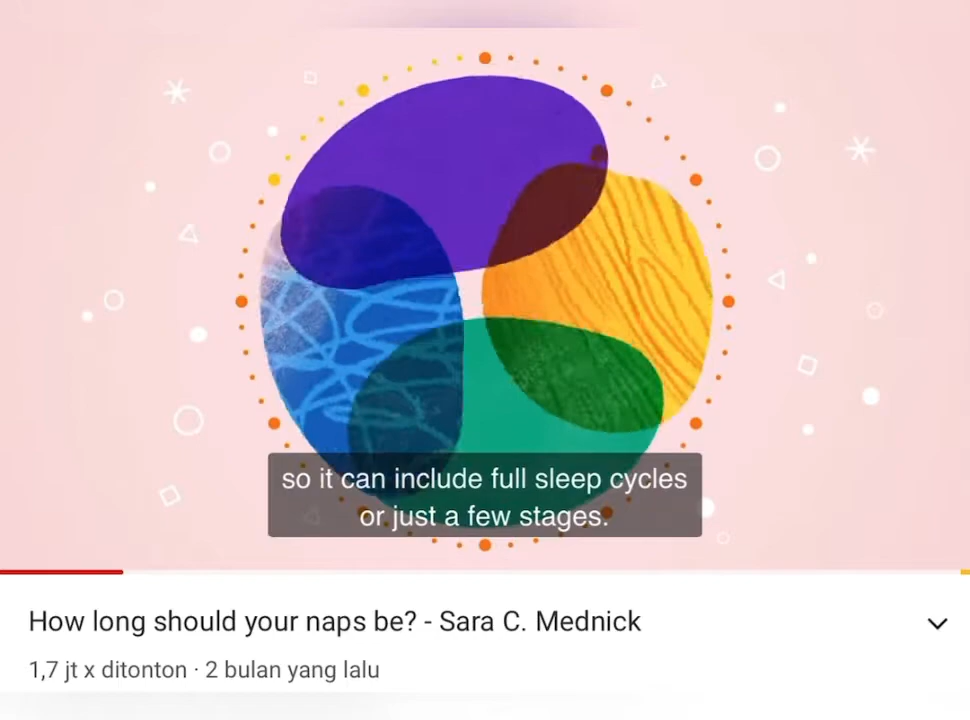 so it can include full sleep cycles
or just a few stages.
How long should your naps be? - Sara C. Mednick
1,7 jt x ditonton · 2 bulan yang lalu